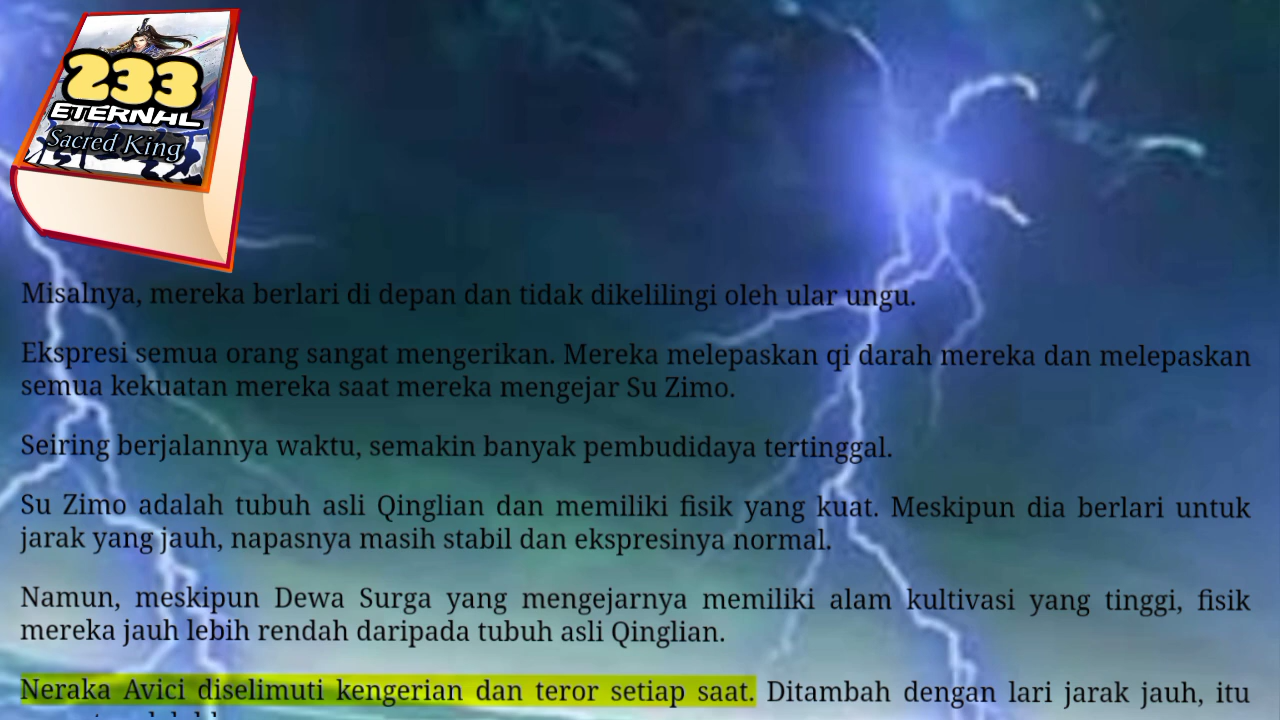 233
ETERNAL
Sacred King
Misalnya, mereka berlari di depan dan tidak dikelilingi oleh ular ungu.
Ekspresi semua orang sangat mengerikan. Mereka melepaskan qi darah mereka dan melepaskan
semua kekuatan mereka saat mereka mengejar Su Zimo.
Seiring berjalannya waktu, semakin banyak pembudidaya tertinggal.
Su Zimo adalah tubuh asli Qinglian dan memiliki fisik yang kuat. Meskipun dia berlari untuk
jarak yang jauh, napasnya masih stabil dan ekspresinya normal.
Namun, meskipun Dewa Surga yang mengejarnya memiliki alam kultivasi yang tinggi, fisik
mereka jauh lebih rendah daripada tubuh asli Qinglian.
Neraka Avici diselimuti kengerian dan teror setiap saat. Ditambah dengan lari jarak jauh, itu